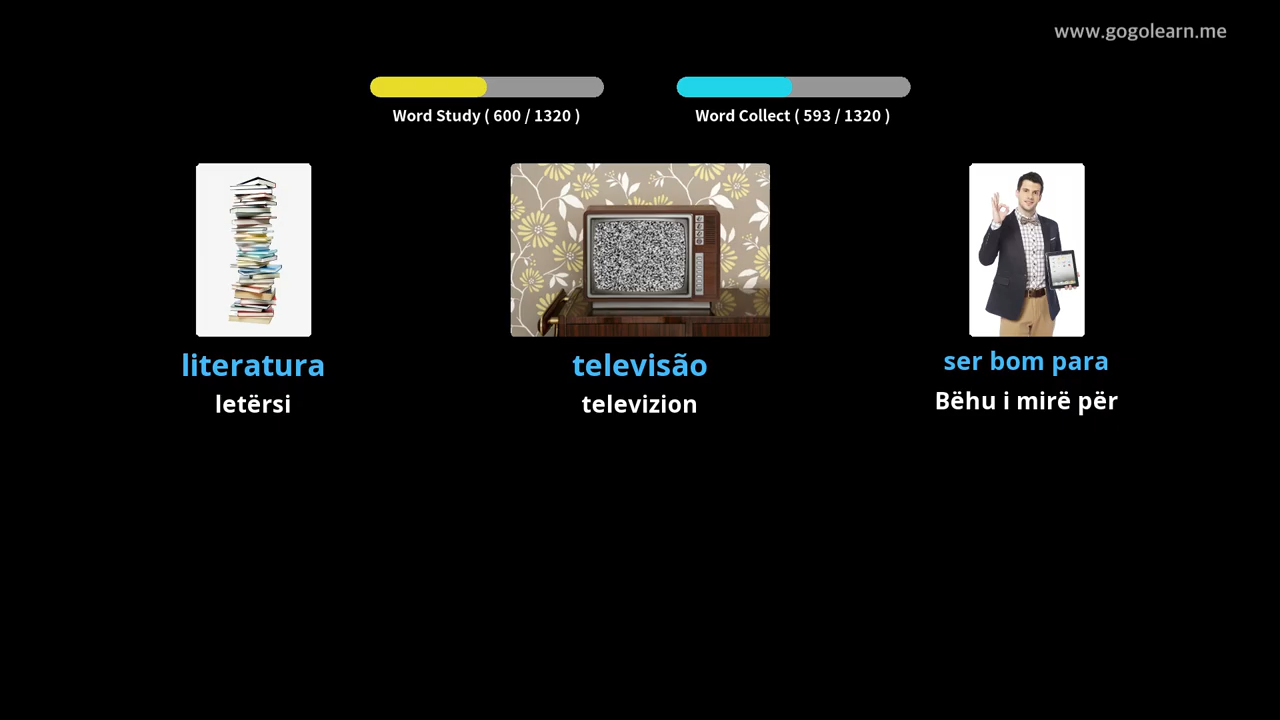 www.gogolearn.me
Word Study ( 600 / 1320 )
Word Collect ( 593 / 1320 )
literatura
letërsi
televisão
televizion
ser bom para
Bëhu i mirë për